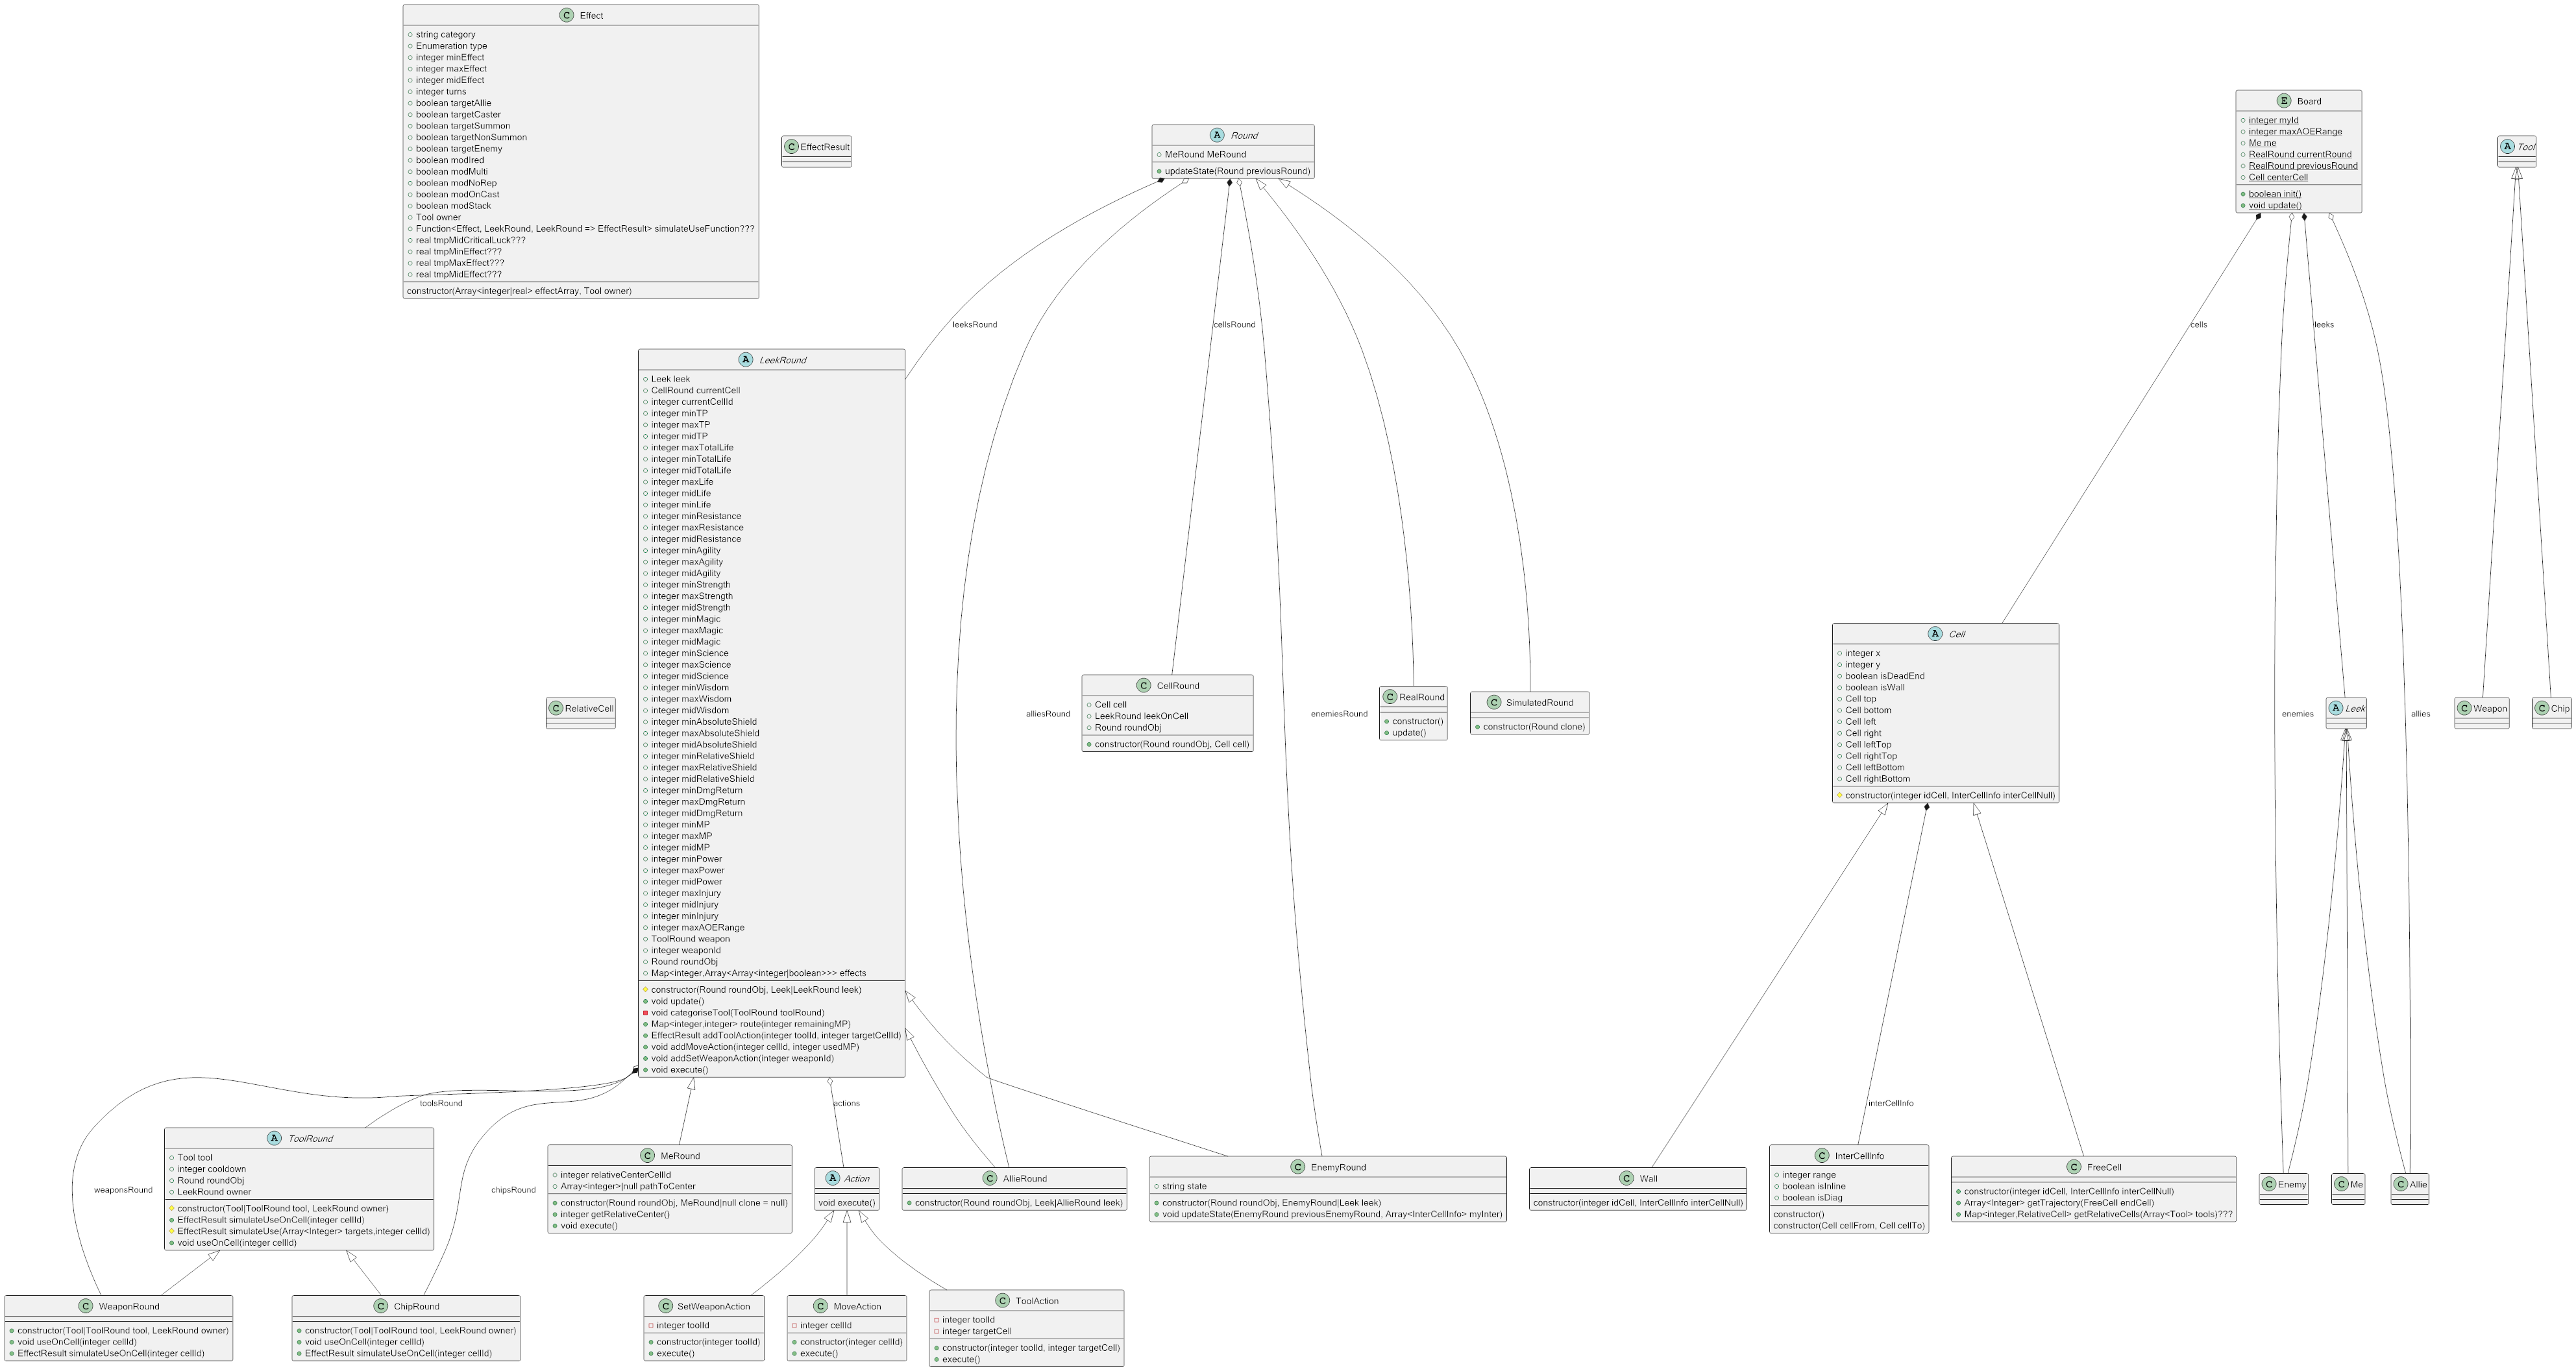 C Effect
string category
Enumeration type
integer minEffect
integer maxEffect
integer midEffect
integer turns
boolean targetAllie
boolean targetCaster
boolean targetSummon
boolean targetNonSummon
boolean targetEnemy
boolean modIred
boolean modMulti
boolean modNoRep
boolean modOnCast
boolean modStack
Tool owner
Function<Effect, LeekRound, LeekRound => EffectResult> simulateUseFunction???
real tmpMidCriticalLuck???
real tmpMinEffect???
real tmpMaxEffect???
real tmpMidEffect???
constructor(Array<integer|real> effectArray, Tool owner)
C EffectResult
A Round
MeRound MeRound
updateState(Round previousRound)
E Board
integer myId
integer maxAOERange
Me me
RealRound currentRound
RealRound previousRound
Cell centerCell
boolean init()
void update()
A Tool
leeksRound
cellsRound
cells
leeks
A LeekRound
Leek leek
CellRound currentCell
integer currentCellId
integer minTP
integer maxTP
integer midTP
integer maxTotalLife
integer minTotalLife
integer midTotalLife
integer maxLife
integer midLife
integer minLife
integer minResistance
integer maxResistance
integer midResistance
integer minAgility
integer maxAgility
integer midAgility
integer minStrength
integer maxStrength
integer midStrength
integer minMagic
integer maxMagic
integer midMagic
integer minScience
integer maxScience
integer midScience
integer minWisdom
integer maxWisdom
integer midWisdom
integer minAbsoluteShield
integer maxAbsoluteShield
integer midAbsoluteShield
integer minRelativeShield
integer maxRelativeShield
integer midRelativeShield
integer minDmgReturn
integer maxDmgReturn
integer midDmgReturn
integer minMP
integer maxMP
integer midMP
integer minPower
integer maxPower
integer midPower
integer maxInjury
integer midInjury
integer minInjury
integer maxAOERange
ToolRound weapon
integer weaponId
Round roundObj
Map<integer,Array<Array<integer|boolean>>> effects
constructor(Round roundObj, Leek|LeekRound leek)
void update()
void categoriseTool(ToolRound toolRound)
Map<integer,integer> route(integer remainingMP)
EffectResult addToolAction(integer toolId, integer targetCellId)
void addMoveAction(integer cellId, integer usedMP)
void addSetWeaponAction(integer weaponId)
void execute()
C RelativeCell
alliesRound
C CellRound
Cell cell
LeekRound leekOnCell
Round roundObj
constructor(Round roundObj, Cell cell)
enemiesRound
C RealRound
constructor()
update()
C SimulatedRound
constructor(Round clone)
A Cell
integer x
integer y
boolean isDeadEnd
boolean isWall
Cell top
Cell bottom
Cell left
Cell right
Cell leftTop
Cell rightTop
Cell leftBottom
Cell rightBottom
constructor(integer idCell, InterCellInfo interCellNull)
enemies
A Leek
allies
C Weapon
C Chip
toolsRound
actions
interCellInfo
weaponsRound
A ToolRound
Tool tool
integer cooldown
Round roundObj
LeekRound owner
constructor(Tool|ToolRound tool, LeekRound owner)
EffectResult simulateUseOnCell(integer cellId)
EffectResult simulateUse(Array<Integer> targets,integer cellId)
void useOnCell(integer cellId)
chipsRound
C MeRound
integer relativeCenterCellId
Array<integer>|null pathToCenter
constructor(Round roundObj, MeRound|null clone = null)
integer getRelativeCenter()
void execute()
A Action
void execute()
C AllieRound
constructor(Round roundObj, Leek|AllieRound leek)
C EnemyRound
string state
constructor(Round roundObj, EnemyRound|Leek leek)
void updateState(EnemyRound previousEnemyRound, Array<InterCellInfo> myInter)
C Wall
constructor(integer idCell, InterCellInfo interCellNull)
C InterCellInfo
integer range
boolean isInline
boolean isDiag
constructor()
constructor(Cell cellFrom, Cell cellTo)
C FreeCell
constructor(integer idCell, InterCellInfo interCellNull)
Array<Integer> getTrajectory(FreeCell endCell)
Map<integer,RelativeCell> getRelativeCells(Array<Tool> tools)???
C Enemy
C Me
C Allie
C WeaponRound
constructor(Tool|ToolRound tool, LeekRound owner)
void useOnCell(integer cellId)
EffectResult simulateUseOnCell(integer cellId)
C ChipRound
constructor(Tool|ToolRound tool, LeekRound owner)
void useOnCell(integer cellId)
EffectResult simulateUseOnCell(integer cellId)
C SetWeaponAction
integer toolId
constructor(integer toolId)
execute()
C MoveAction
integer cellId
constructor(integer cellId)
execute()
C ToolAction
integer toolId
integer targetCell
constructor(integer toolId, integer targetCell)
execute()